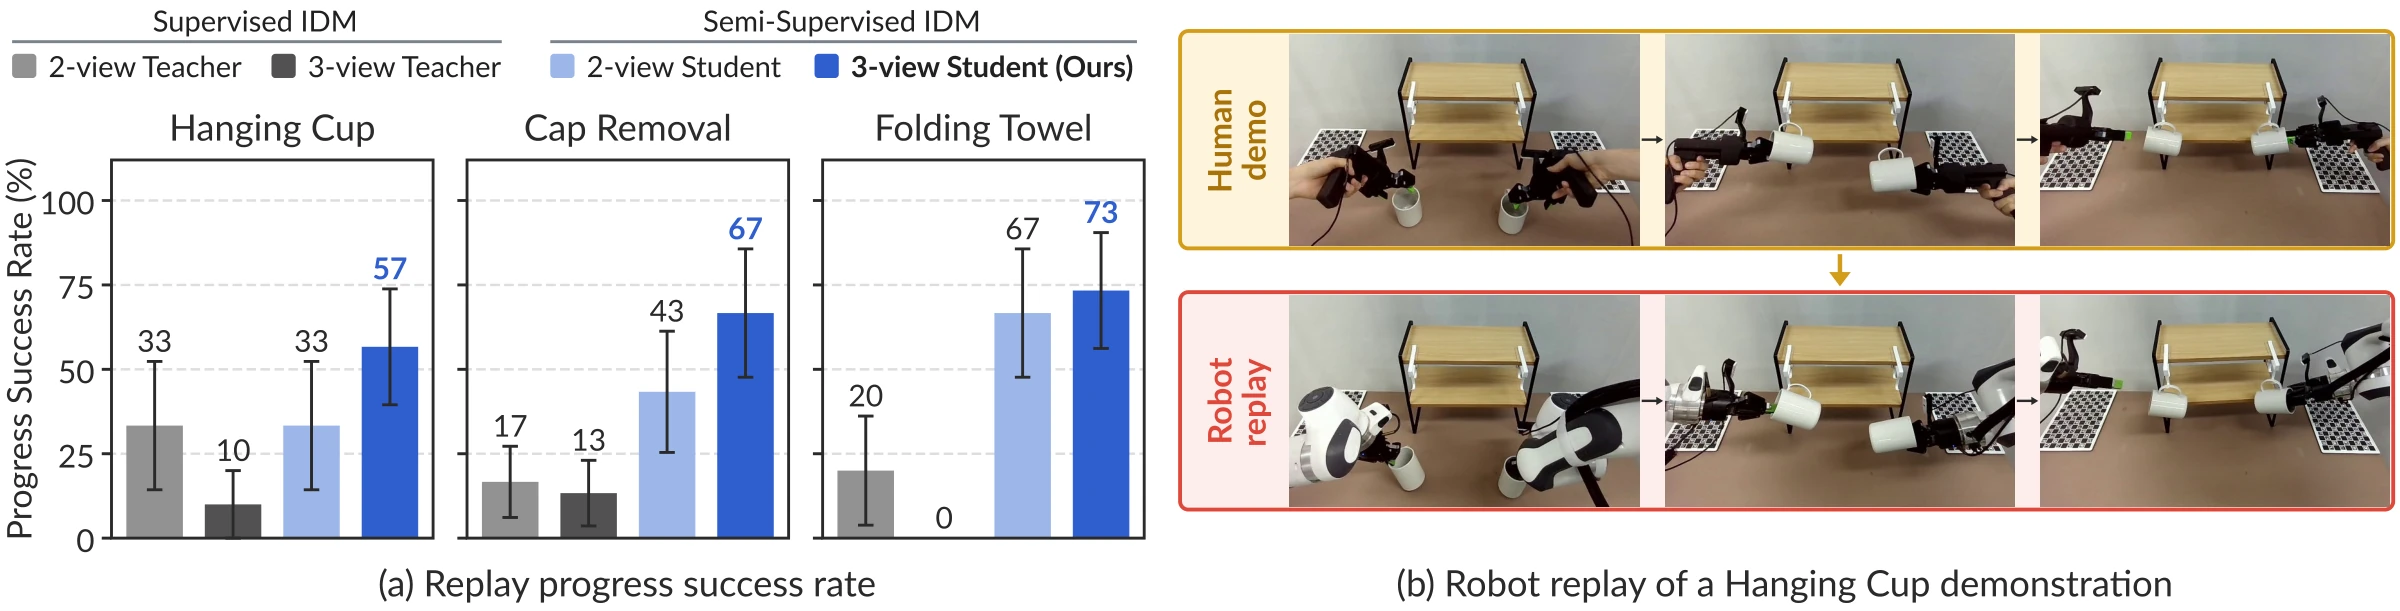 Supervised IDM
Semi-Supervised IDM
2-view Teacher
3-view Teacher
2-view Student
3-view Student (Ours)
Hanging Cup
Cap Removal
Folding Towel
Progress Success Rate (%)
100
75
50
25
0
33
10
33
57
17
13
43
67
20
0
67
73
(a) Replay progress success rate
Human
demo
Robot
replay
(b) Robot replay of a Hanging Cup demonstration